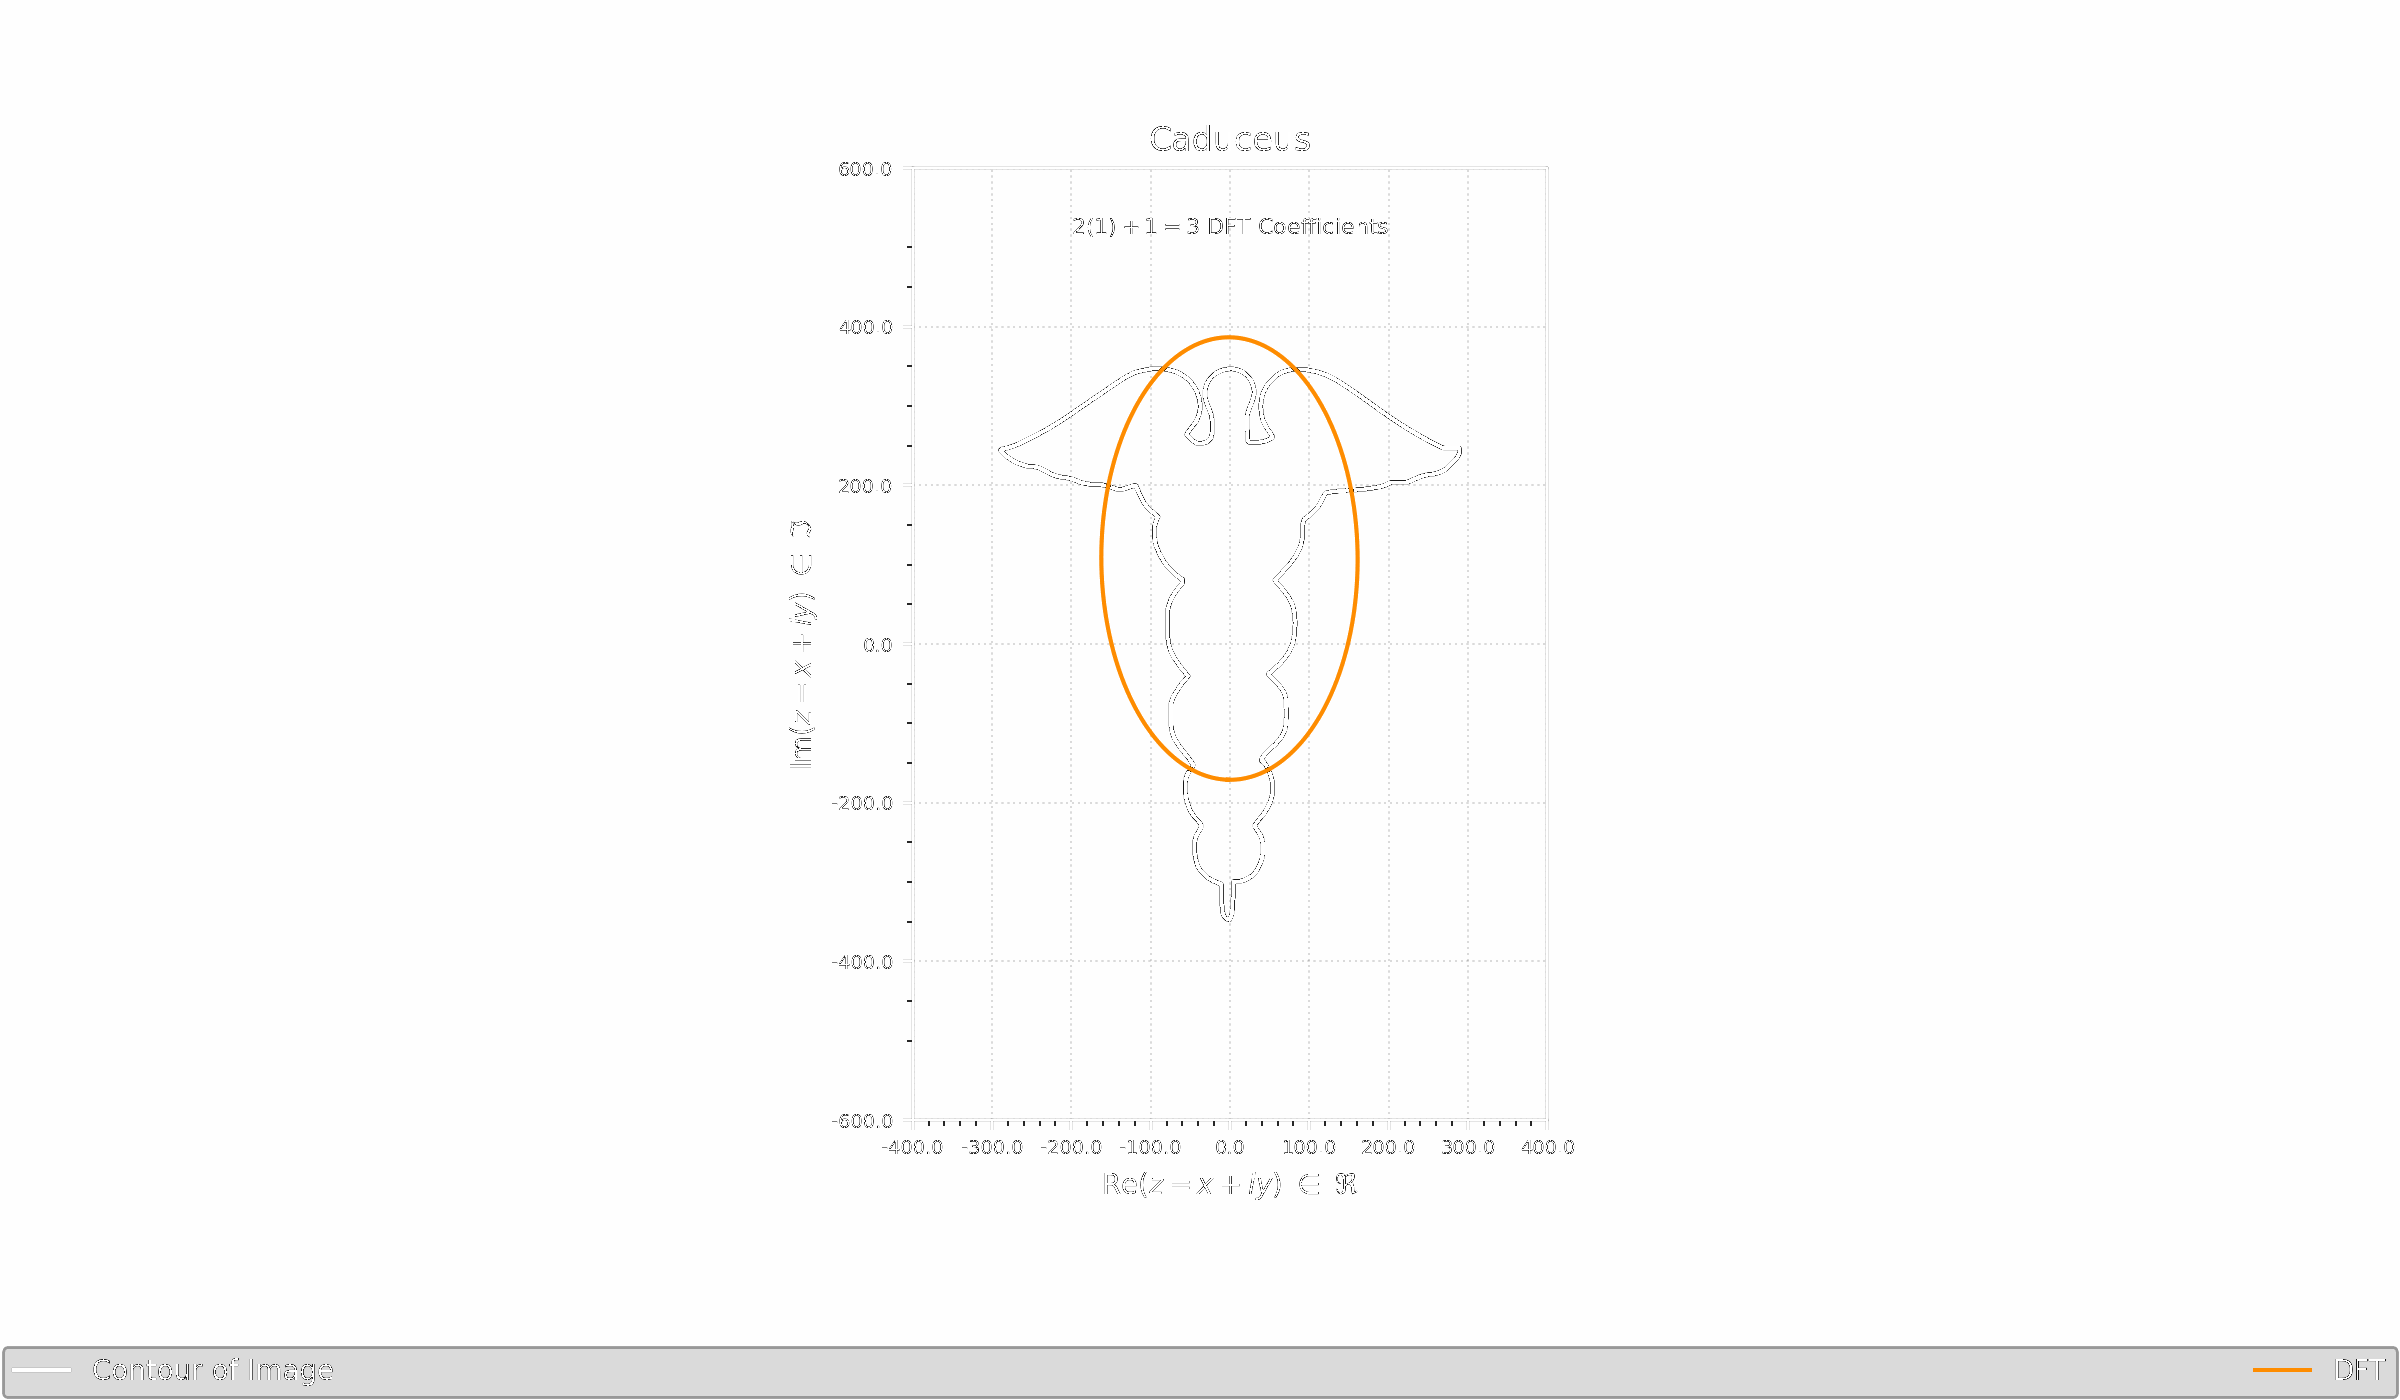 Caduceus
2(1) + 1 = 3 DFT Coefficients
600.0
400.0
200.0
0.0
-200.0
-400.0
-600.0
Im(z = x + iy) ∈ ℑ
-400.0 -300.0 -200.0 -100.0 0.0 100.0 200.0 300.0 400.0
Re(z = x + iy) ∈ ℜ
Contour of Image DFT